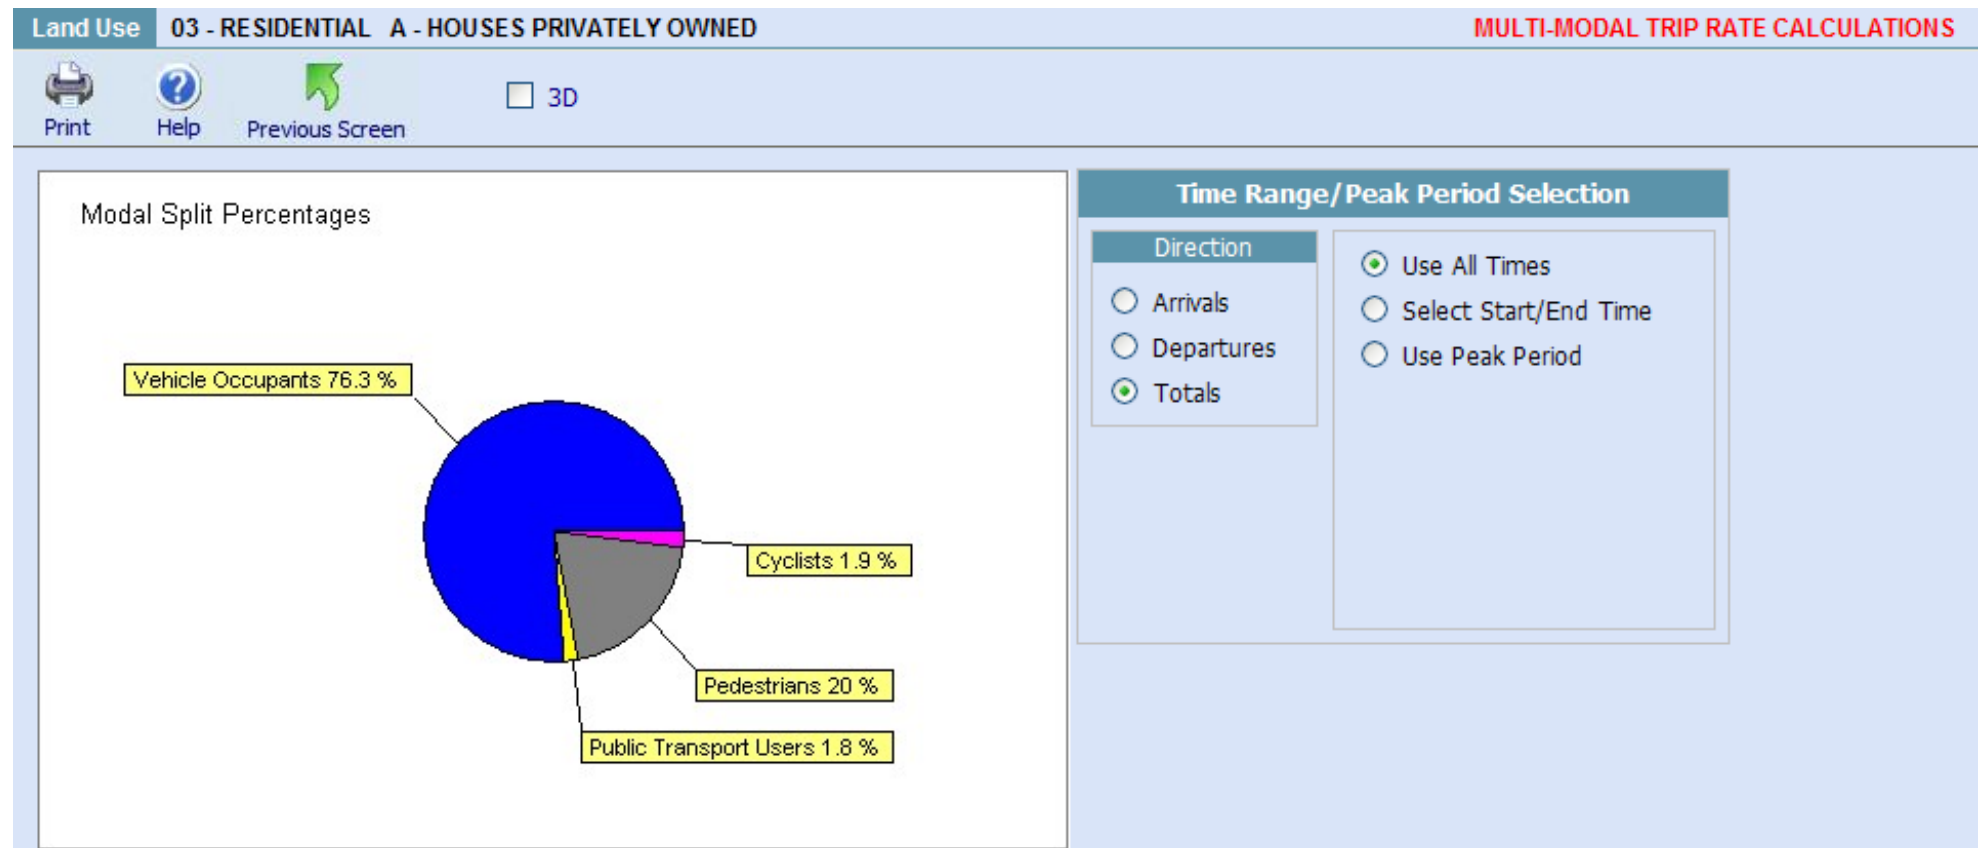 Land Use 03 - RESIDENTIAL A - HOUSES PRIVATELY OWNED MULTI-MODAL TRIP RATE CALCULATIONS
Print Help Previous Screen 3D
Modal Split Percentages
Vehicle Occupants 76.3 %
Cyclists 1.9 %
Pedestrians 20 %
Public Transport Users 1.8 %
Time Range/Peak Period Selection
Direction
Arrivals
Departures
Totals
Use All Times
Select Start/End Time
Use Peak Period